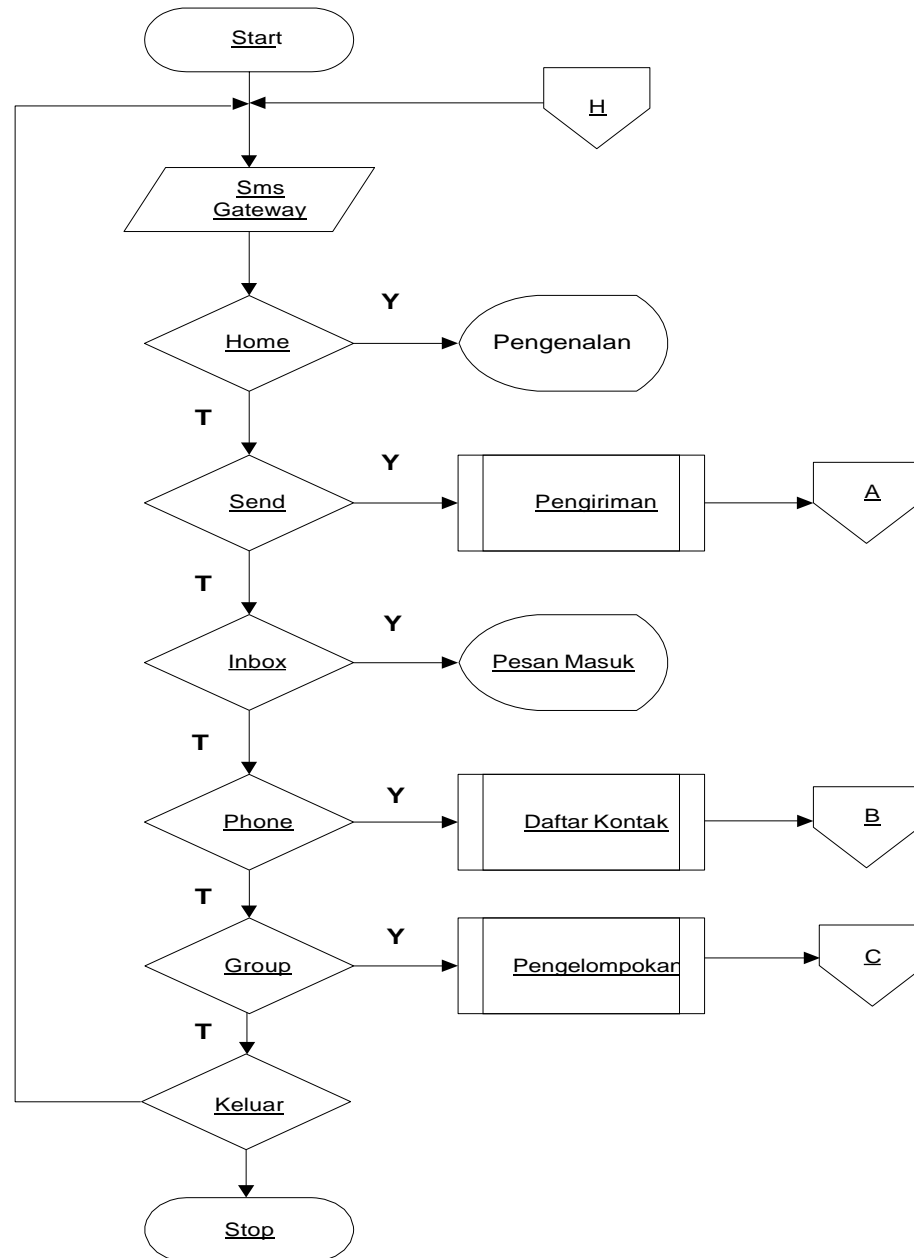 Start
H
Sms
Gateway
Y
Home
Pengenalan
T
Y
Send
Pengiriman
A
T
Y
Inbox
Pesan Masuk
T
Y
Phone
Daftar Kontak
B
T
Y
Group
Pengelompokan
C
T
Keluar
Stop